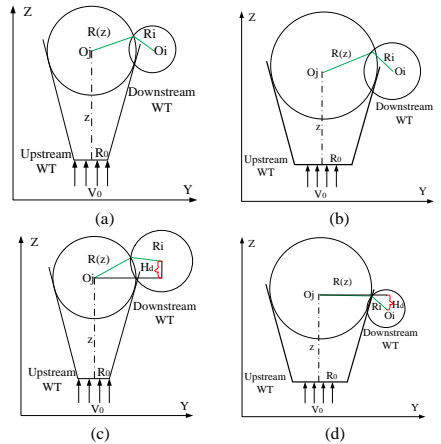 Z
R(z)
Ri
Oj
Oi
Downstream
WT
z
Upstream
WT
R0
V0
Y
(a)
Z
R(z)
Ri
Oj
Oi
Downstream
WT
z
Upstream
WT
R0
V0
Y
(b)
Z
Ri
R(z)
Hd
Oj
Downstream
WT
z
Upstream
WT
R0
V0
Y
(c)
Z
R(z)
Oj
Hd
Ri
Oi
Downstream
WT
z
Upstream
WT
R0
V0
Y
(d)